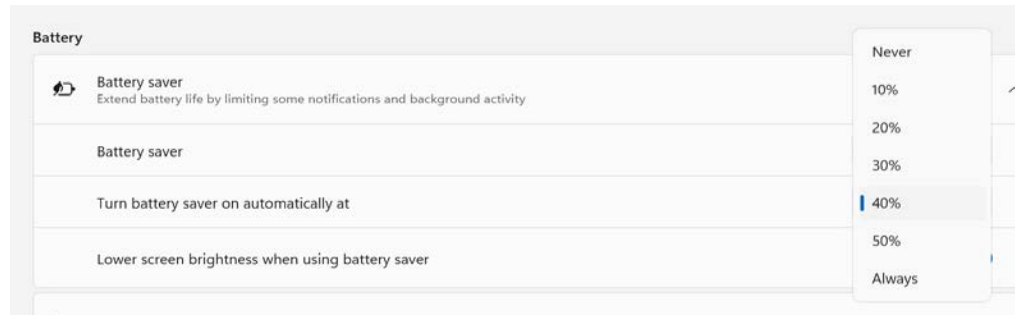 Battery
Battery saver
Extend battery life by limiting some notifications and background activity
Battery saver
Turn battery saver on automatically at
Lower screen brightness when using battery saver
Never
10%
20%
30%
40%
50%
Always